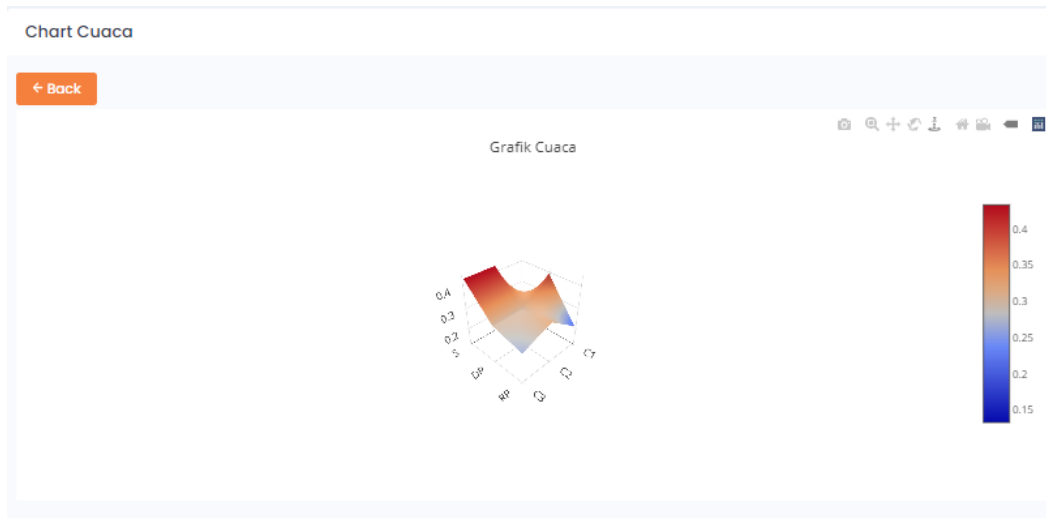 Chart Cuaca
← Back
Grafik Cuaca
0.4
0.3
0.2
S
DP
RP
C3
C2
C1
0.4
0.35
0.3
0.25
0.2
0.15